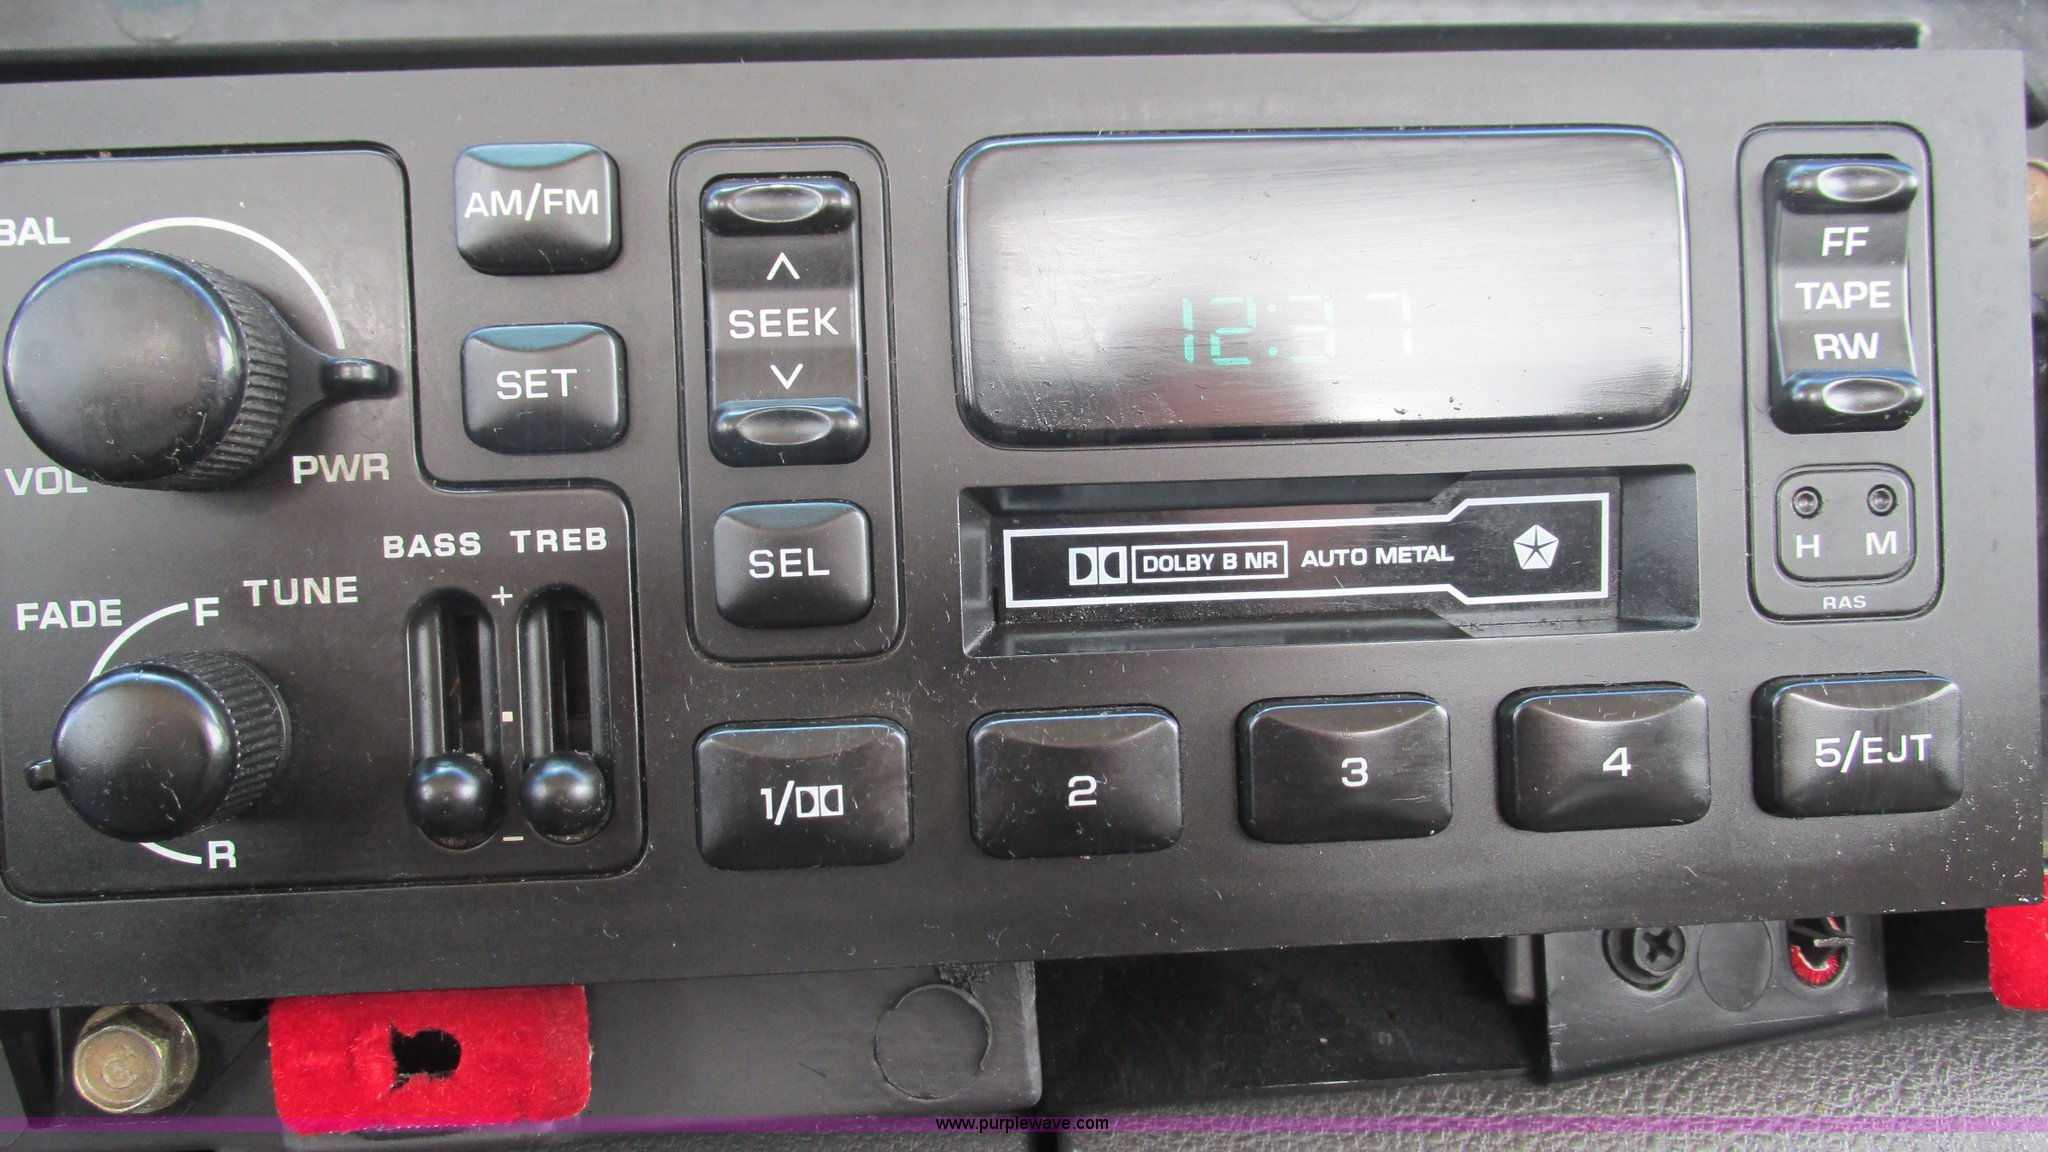 BAL
VOL
PWR
AM/FM
SET
SEEK
SEL
12:37
FF
TAPE
RW
H M
RAS
DOLBY B NR AUTO METAL
BASS TREB
+
-
TUNE
FADE
F
R
1/
2
3
4
5/EJT
www.purplewave.com